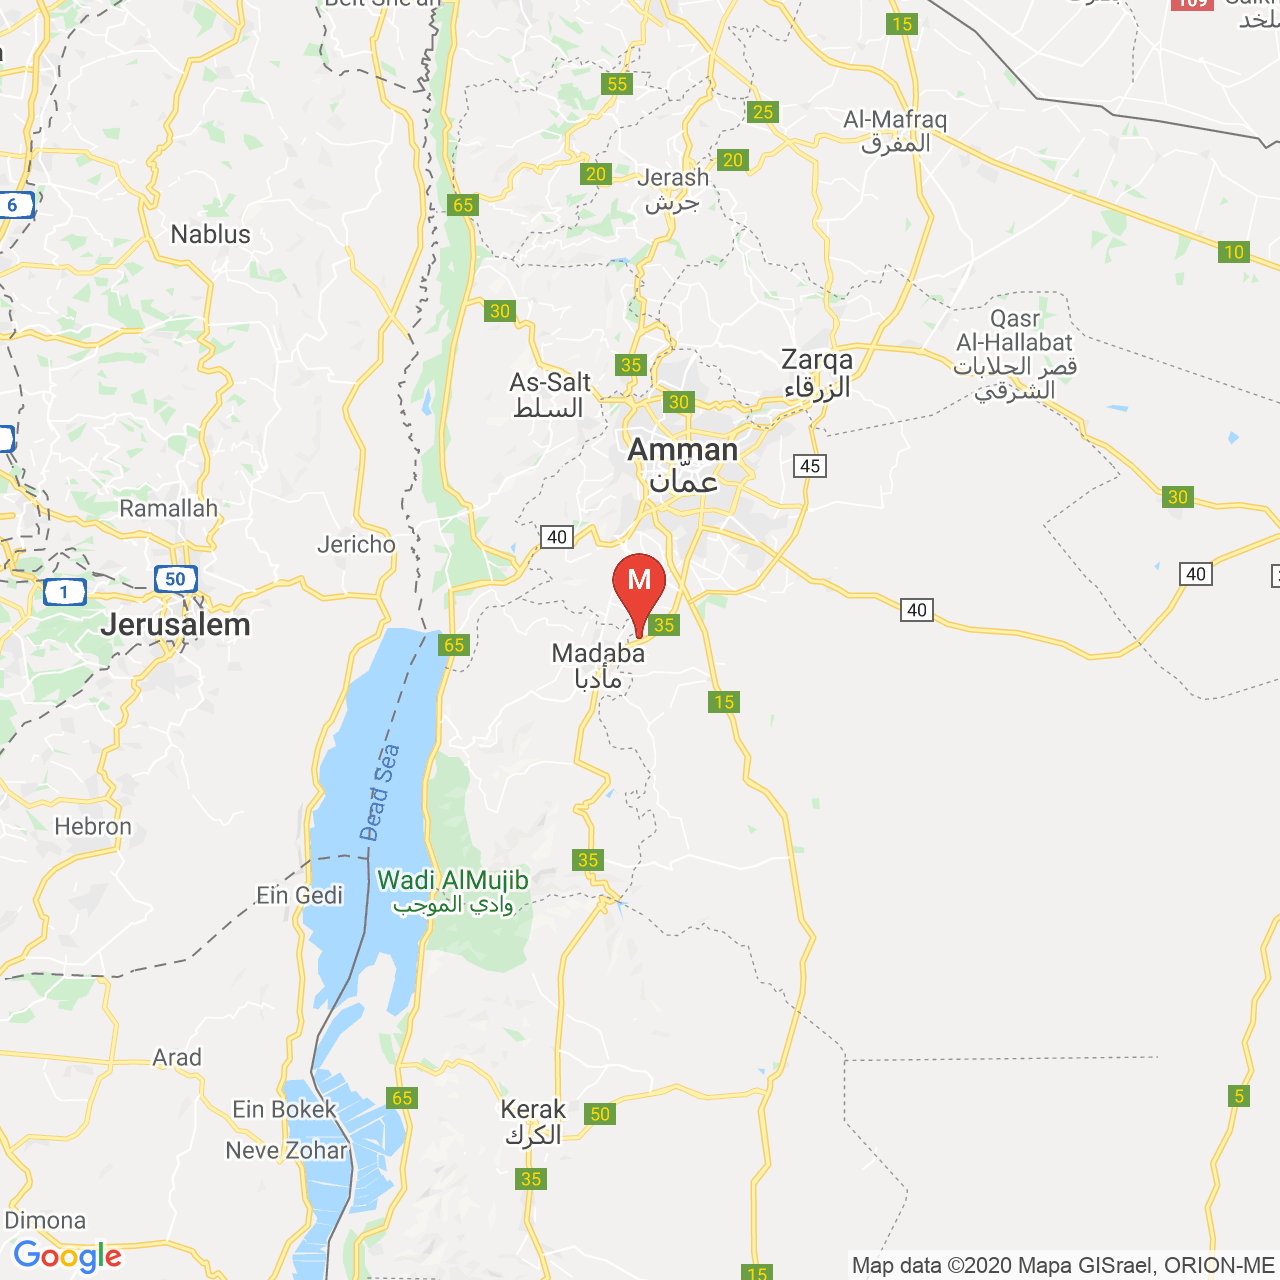 Beit She'an
15
109
صلخد
55
25
Al-Mafraq
المفرق
20
20
Jerash
جرش
6
65
Nablus
10
30
Qasr
Al-Hallabat
قصر الحلابات
الشرقي
35
Zarqa
الزرقاء
As-Salt
السلط
30
Amman
عمّان
45
30
Ramallah
40
Jericho
50
1
M
40
40
Jerusalem
35
65
Madaba
مأدبا
15
Dead Sea
Hebron
35
Wadi AlMujib
وادي الموجب
Ein Gedi
Arad
65
5
Ein Bokek
Kerak
الكرك
50
Neve Zohar
35
Dimona
Google
15
Map data ©2020 Mapa GISrael, ORION-ME